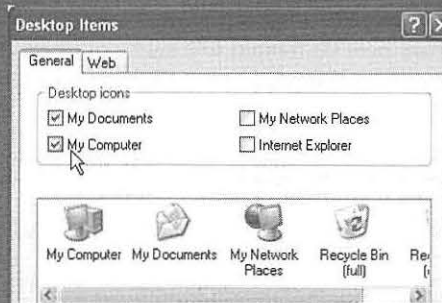 Desktop Items
General Web
Desktop icons
My Documents My Network Places
My Computer Internet Explorer
My Computer My Documents My Network Places Recycle Bin (full)